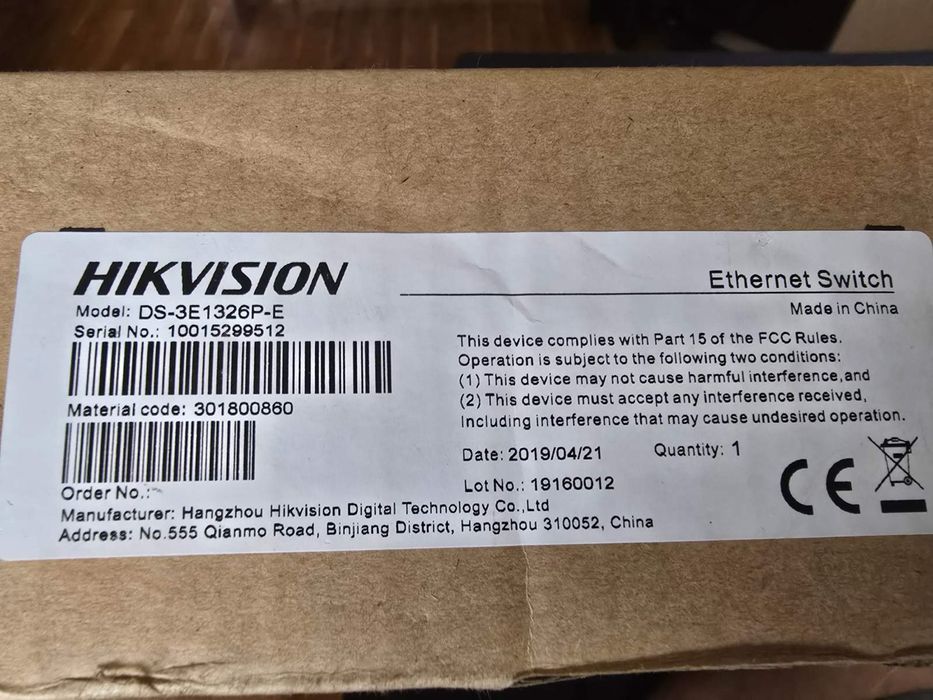 HIKVISION
Ethernet Switch
Model: DS-3E1326P-E
Made in China
Serial No.: 10015299512
This device complies with Part 15 of the FCC Rules.
Operation is subject to the following two conditions:
(1) This device may not cause harmful interference,and
(2) This device must accept any interference received,
Including interference that may cause undesired operation.
Material code: 301800860
Date: 2019/04/21
Quantity: 1
Lot No.: 19160012
CE
Order No.:
Manufacturer: Hangzhou Hikvision Digital Technology Co.,Ltd
Address: No.555 Qianmo Road, Binjiang District, Hangzhou 310052, China